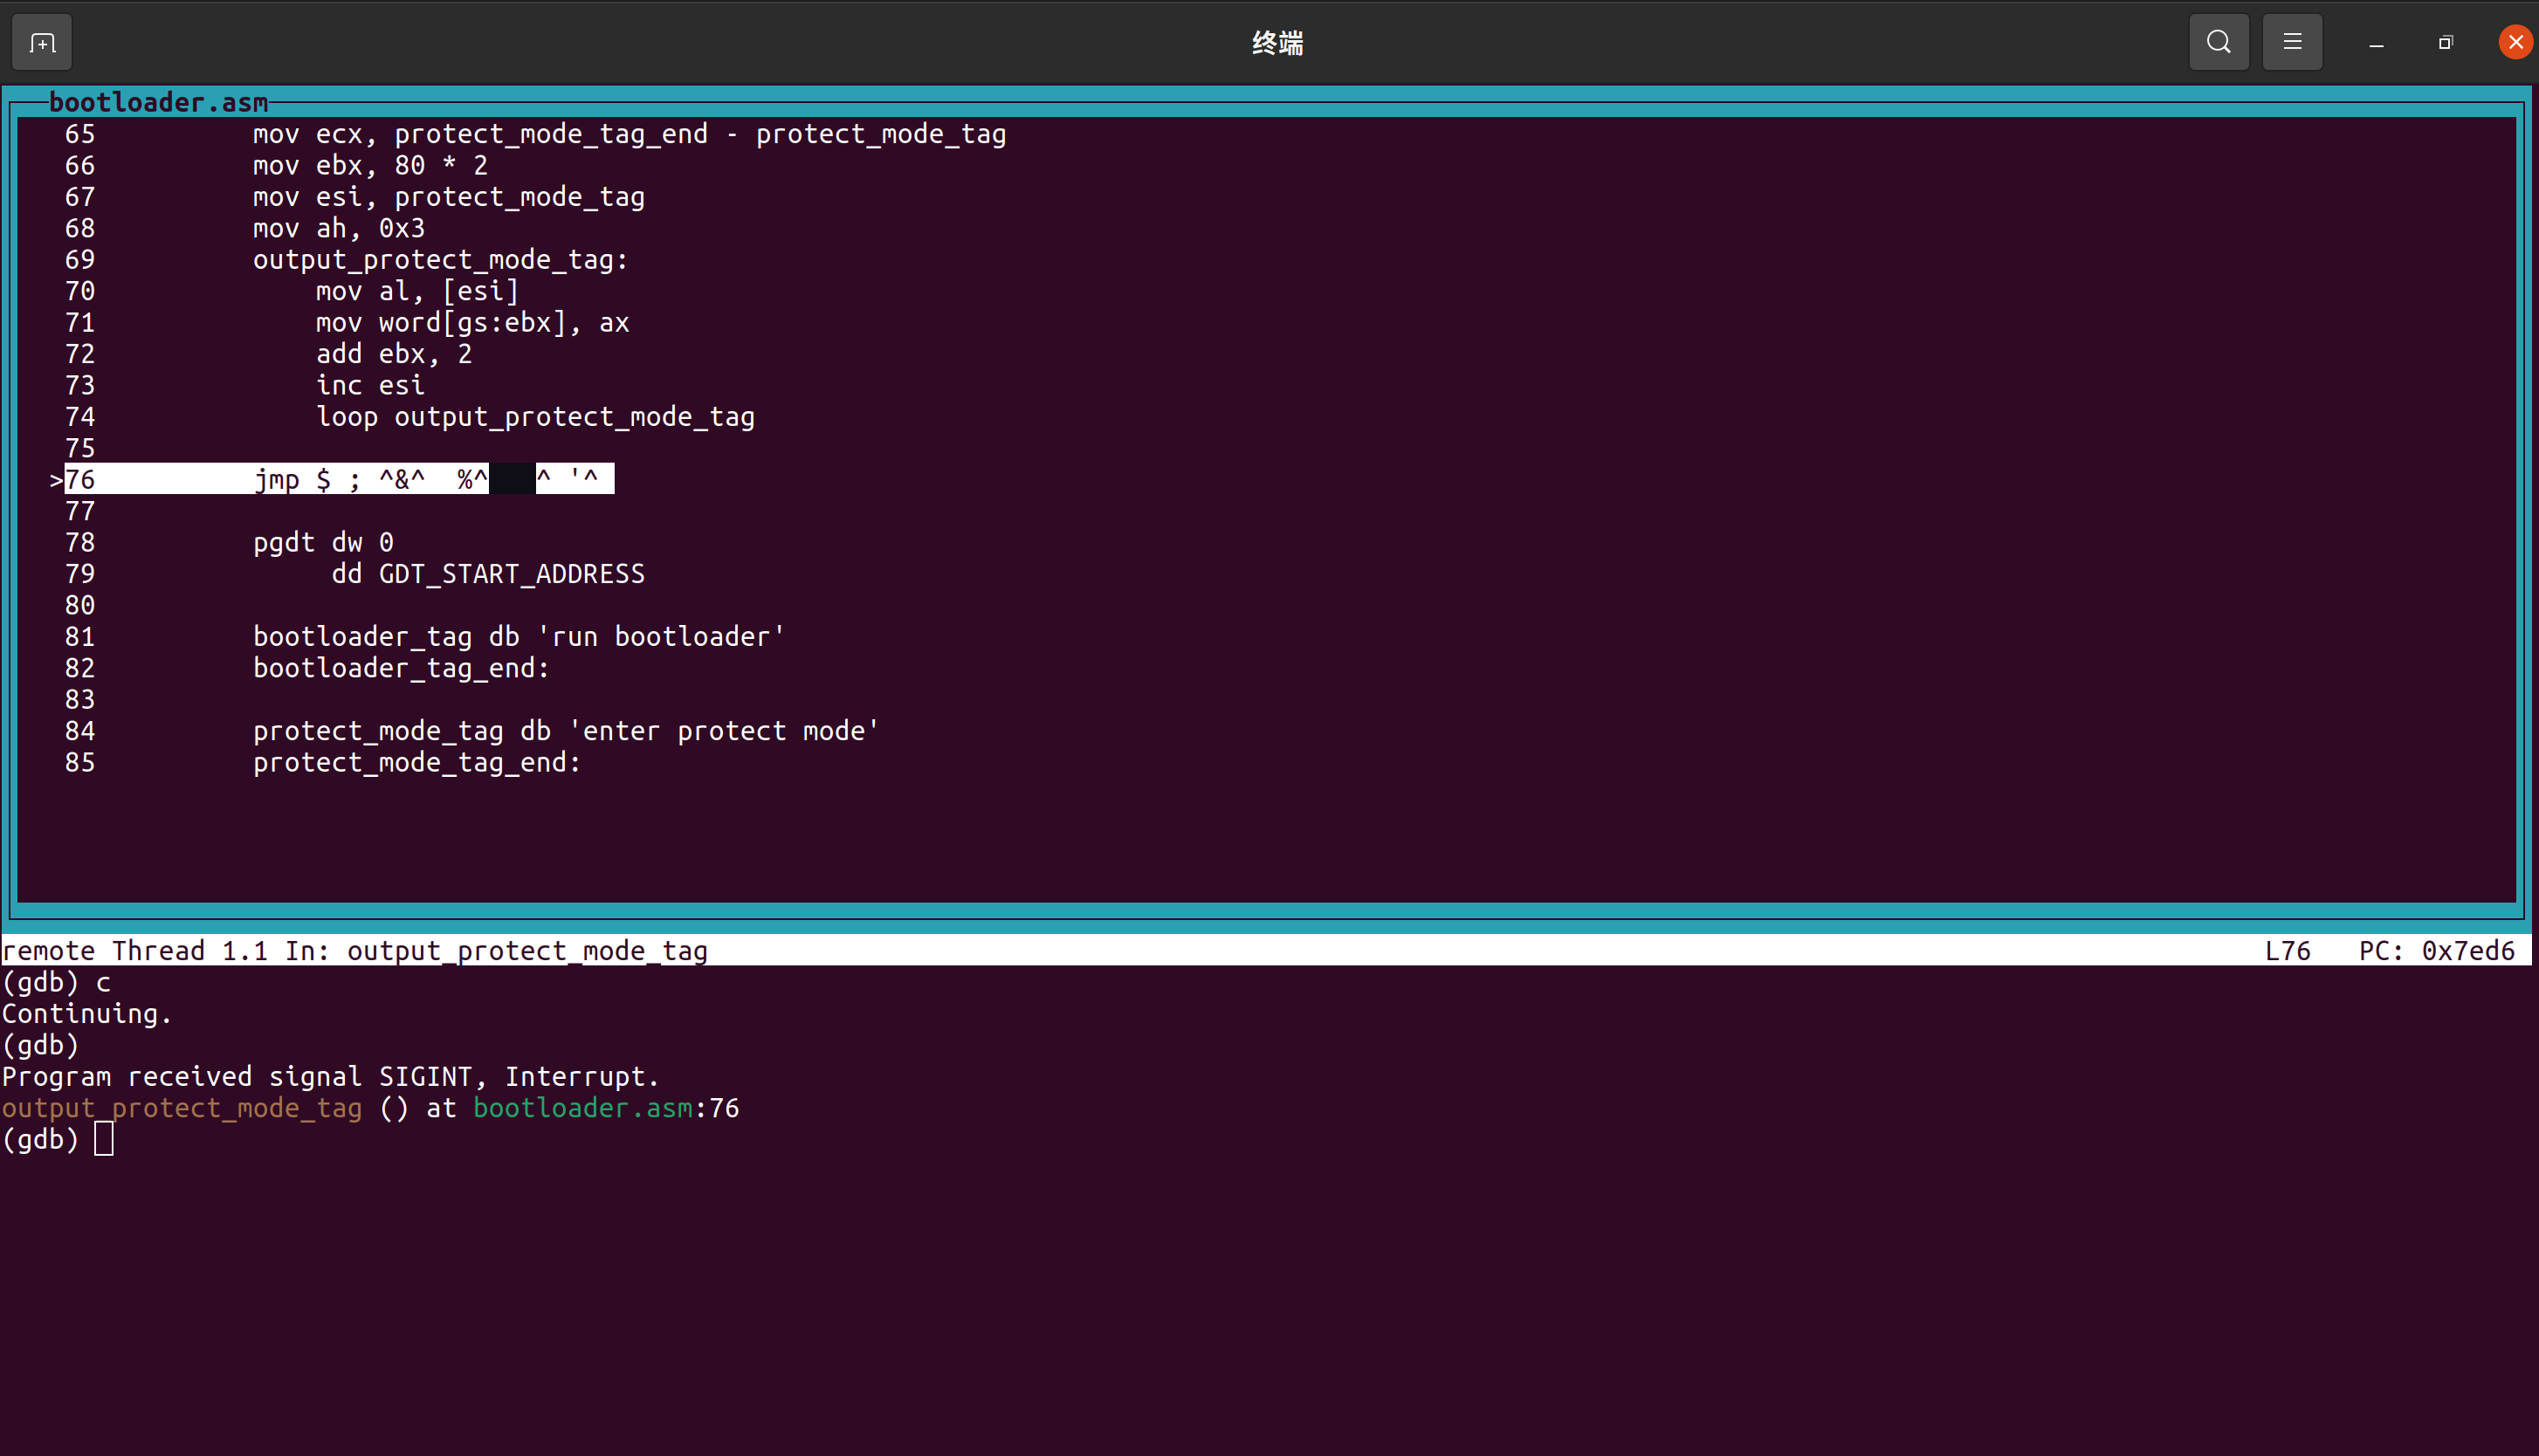 终端
bootloader.asm
65 mov ecx, protect_mode_tag_end - protect_mode_tag
66 mov ebx, 80 * 2
67 mov esi, protect_mode_tag
68 mov ah, 0x3
69 output_protect_mode_tag:
70 mov al, [esi]
71 mov word[gs:ebx], ax
72 add ebx, 2
73 inc esi
74 loop output_protect_mode_tag
75
>76 jmp $ ; ^&^  %^   ^ '^
77
78 pgdt dw 0
79 dd GDT_START_ADDRESS
80
81 bootloader_tag db 'run bootloader'
82 bootloader_tag_end:
83
84 protect_mode_tag db 'enter protect mode'
85 protect_mode_tag_end:
remote Thread 1.1 In: output_protect_mode_tag L76 PC: 0x7ed6
(gdb) c
Continuing.
(gdb)
Program received signal SIGINT, Interrupt.
output_protect_mode_tag () at bootloader.asm:76
(gdb)